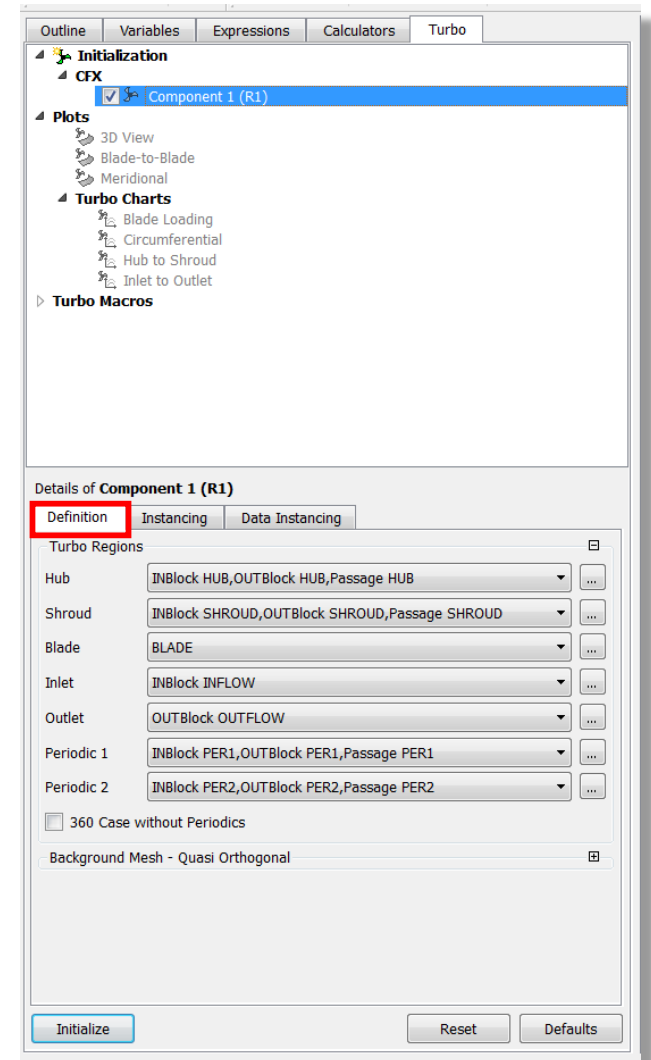 Outline Variables Expressions Calculators Turbo
Initialization
CFX
Component 1 (R1)
Plots
3D View
Blade-to-Blade
Meridional
Turbo Charts
Blade Loading
Circumferential
Hub to Shroud
Inlet to Outlet
Turbo Macros
Details of Component 1 (R1)
Definition Instancing Data Instancing
Turbo Regions
Hub INBlock HUB,OUTBlock HUB,Passage HUB ...
Shroud INBlock SHROUD,OUTBlock SHROUD,Passage SHROUD ...
Blade BLADE ...
Inlet INBlock INFLOW ...
Outlet OUTBlock OUTFLOW ...
Periodic 1 INBlock PER1,OUTBlock PER1,Passage PER1 ...
Periodic 2 INBlock PER2,OUTBlock PER2,Passage PER2 ...
360 Case without Periodics
Background Mesh - Quasi Orthogonal
Initialize Reset Defaults